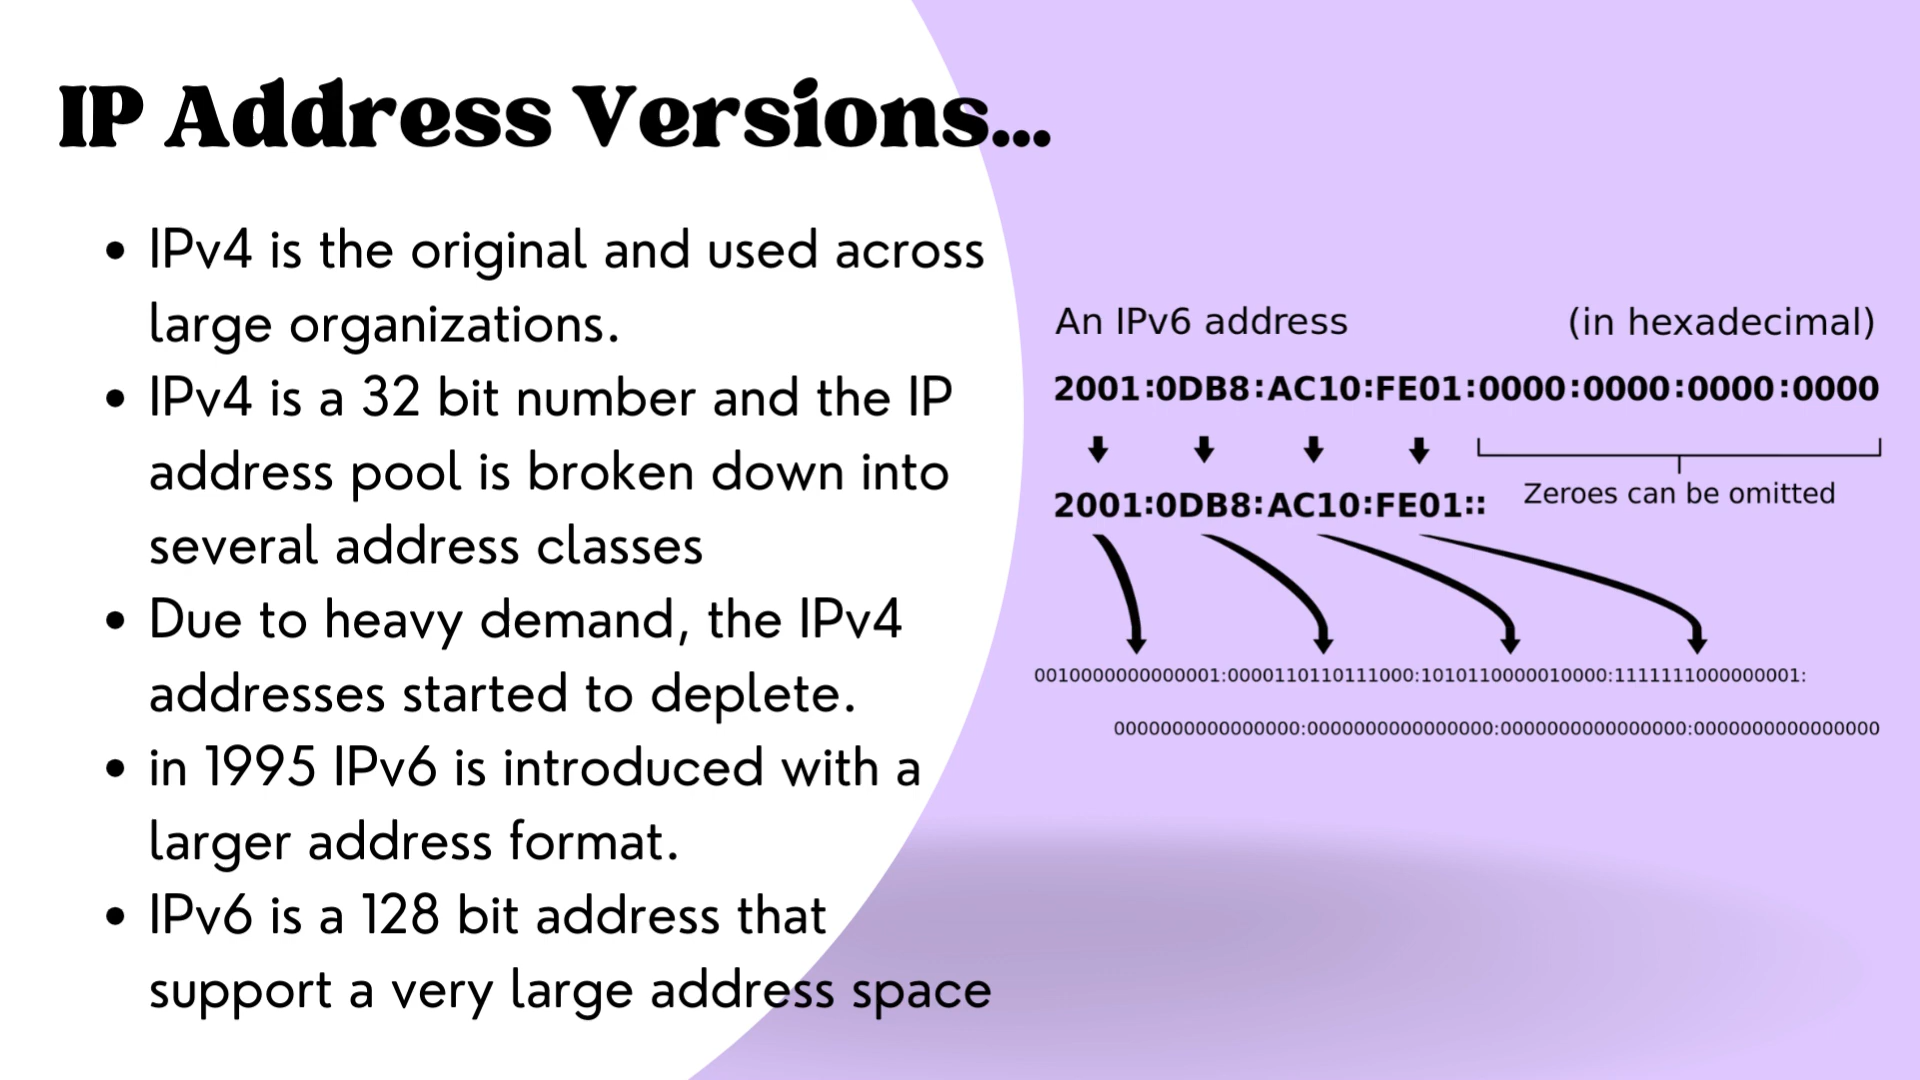 IP Address Versions...
• IPv4 is the original and used across
large organizations.
• IPv4 is a 32 bit number and the IP
address pool is broken down into
several address classes
• Due to heavy demand, the IPv4
addresses started to deplete.
• in 1995 IPv6 is introduced with a
larger address format.
• IPv6 is a 128 bit address that
support a very large address space
An IPv6 address (in hexadecimal)
2001:0DB8:AC10:FE01:0000:0000:0000:0000
2001:0DB8:AC10:FE01:: Zeroes can be omitted
0010000000000001:0000110110111000:1010110000010000:1111111000000001:
0000000000000000:0000000000000000:0000000000000000:0000000000000000